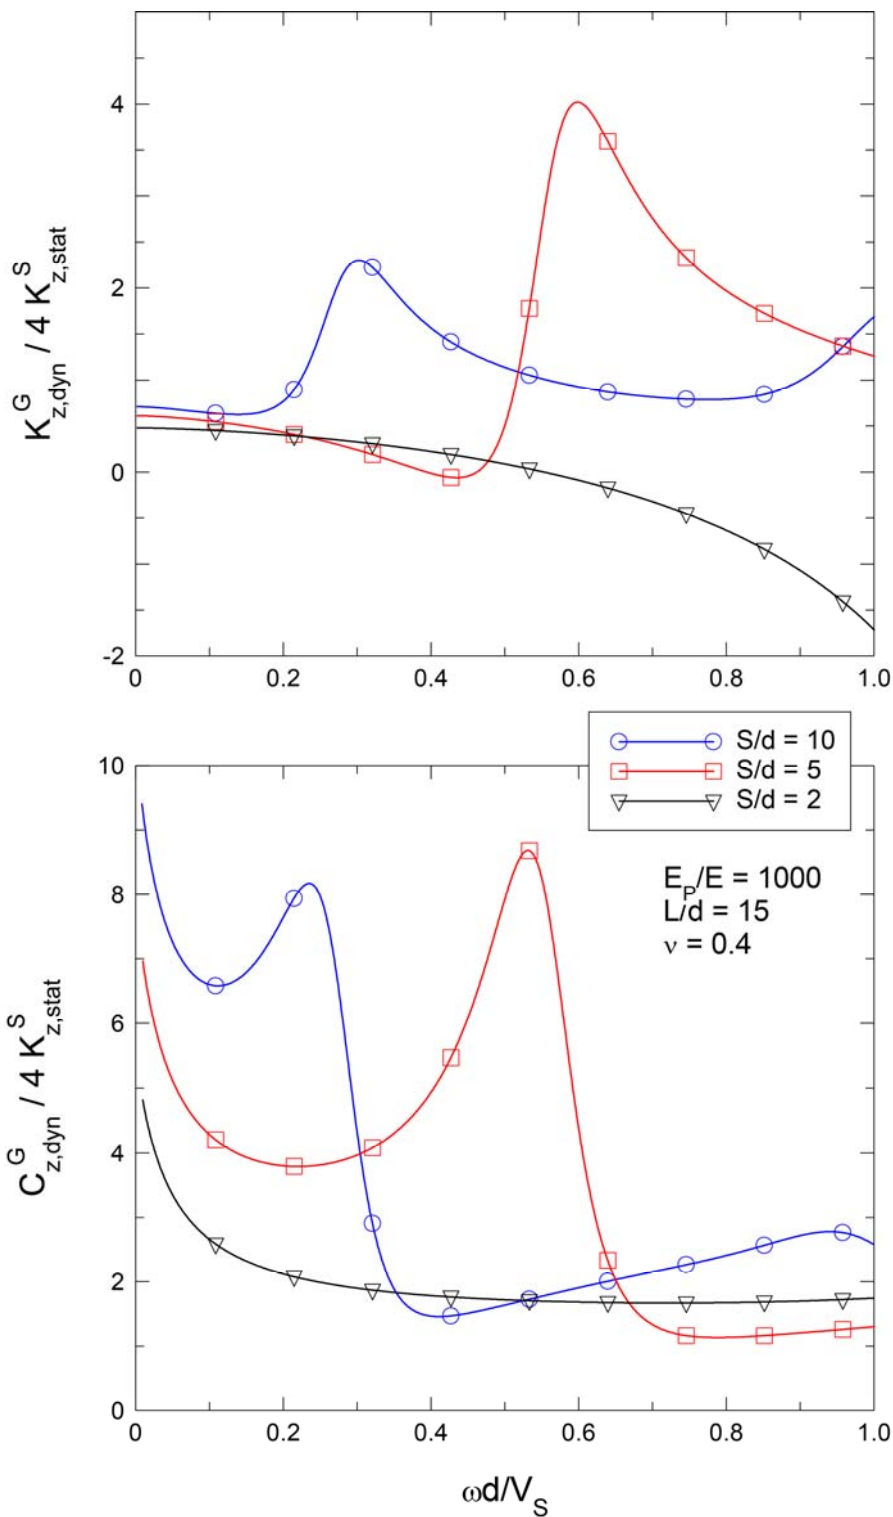 4
2
0
-2
K^G_z,dyn / 4 K^S_z,stat
0 0.2 0.4 0.6 0.8 1.0
S/d = 10
S/d = 5
S/d = 2
10
8
6
4
2
0
C^G_z,dyn / 4 K^S_z,stat
E_P/E = 1000
L/d = 15
ν = 0.4
0 0.2 0.4 0.6 0.8 1.0
ωd/V_S